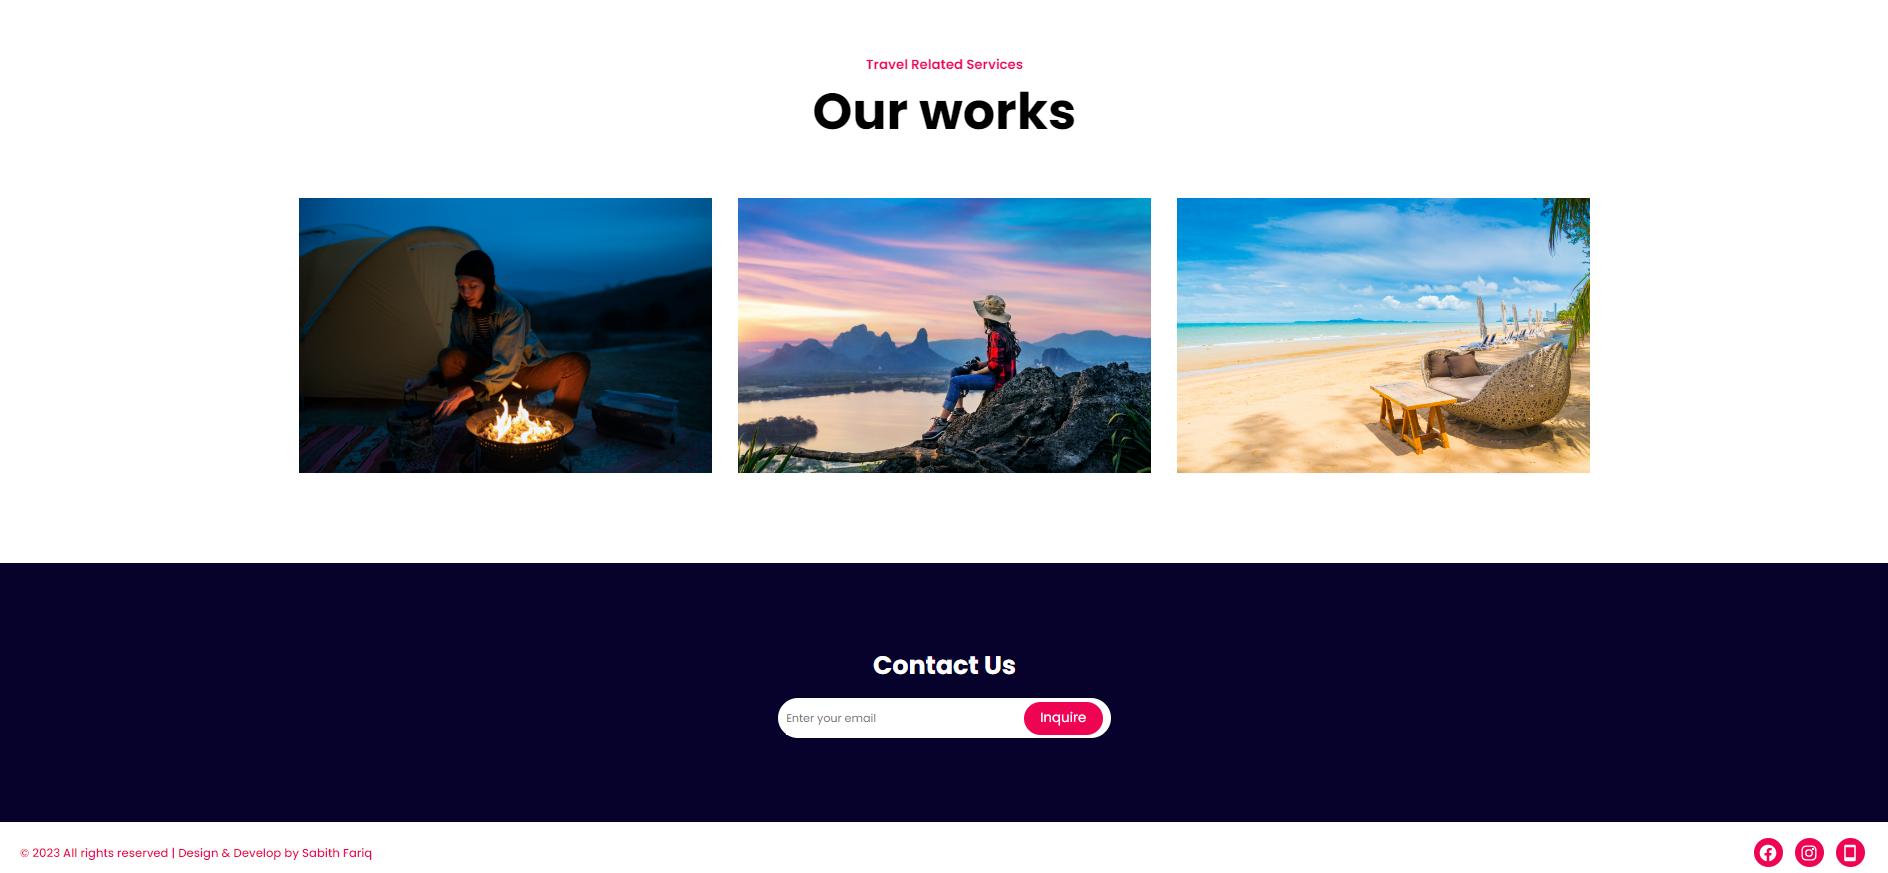 Travel Related Services
Our works
Contact Us
Enter your email
Inquire
© 2023 All rights reserved | Design & Develop by Sabith Fariq